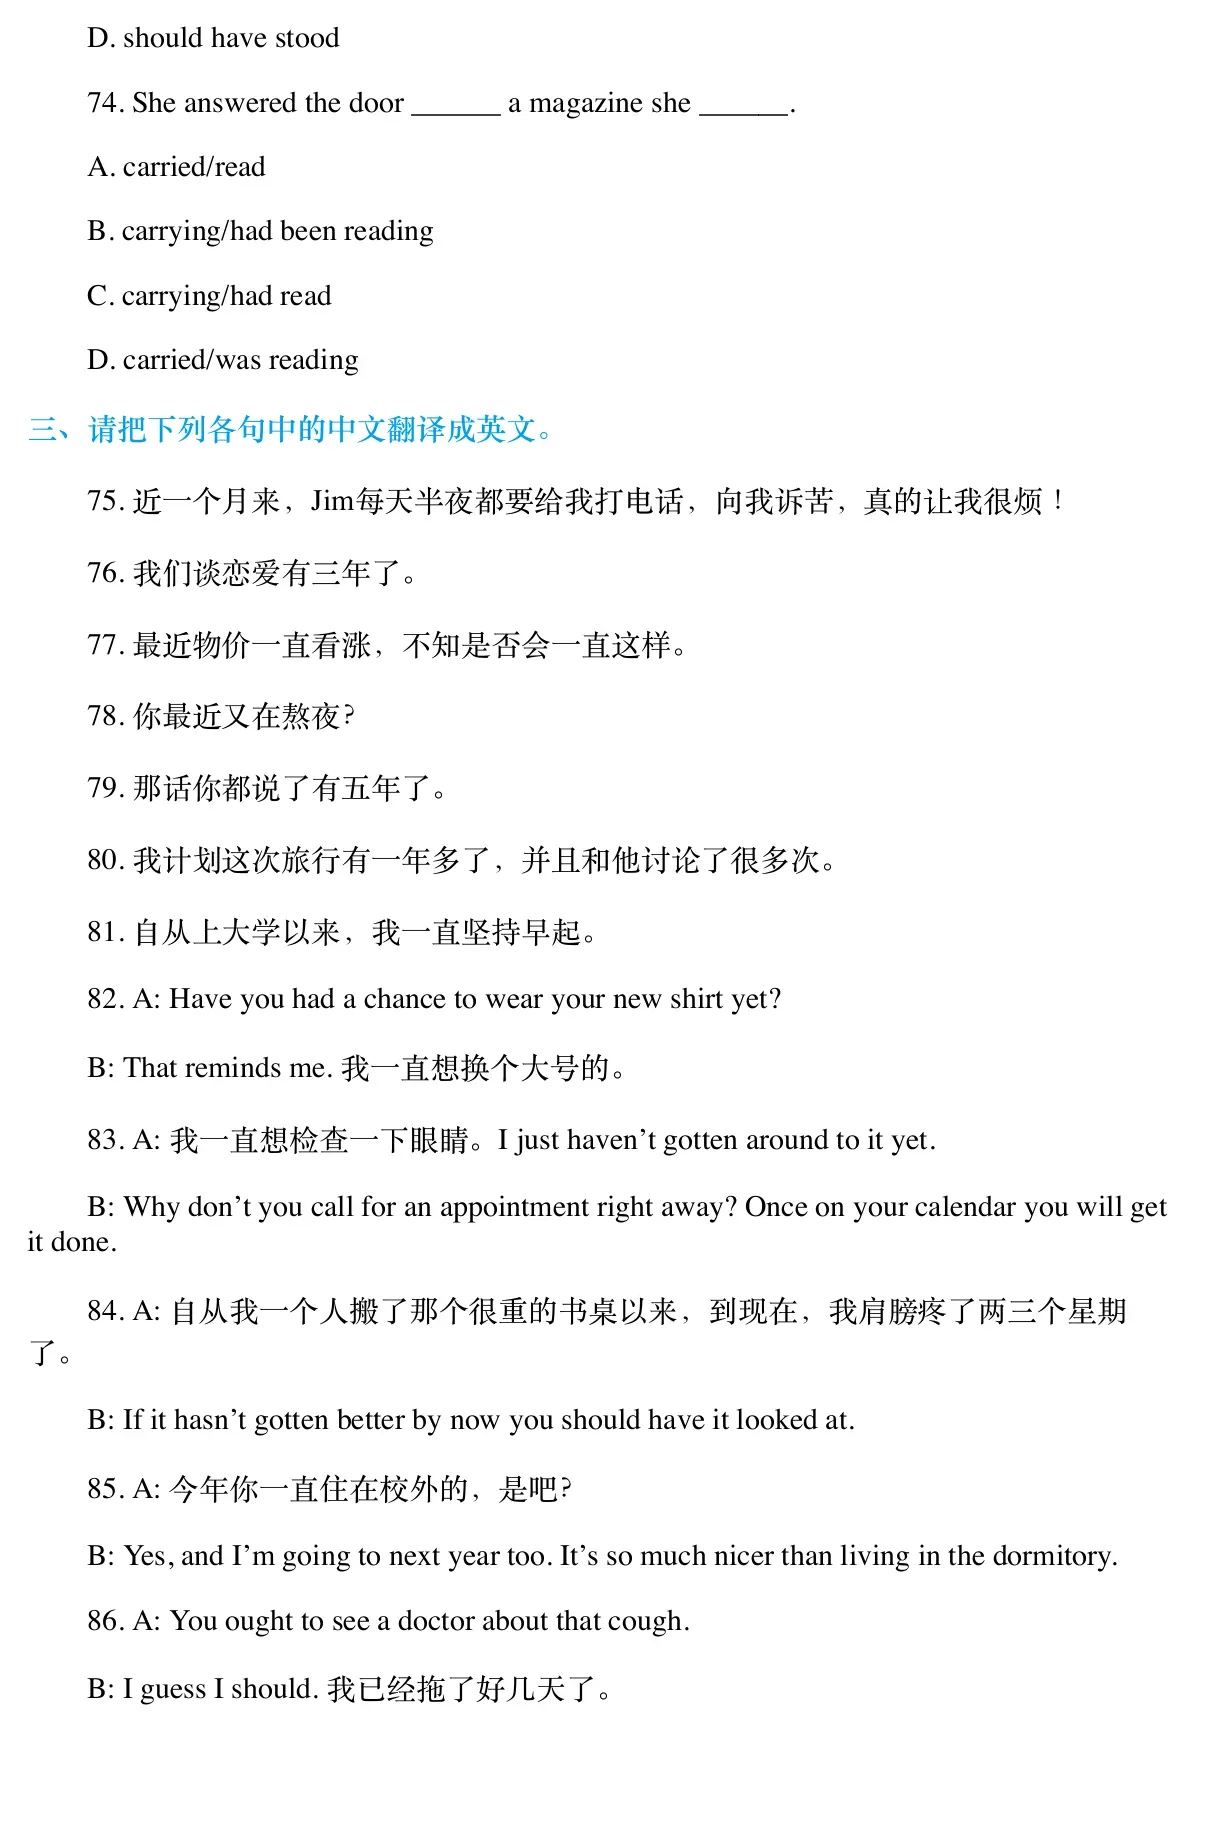 D. should have stood
74. She answered the door ______ a magazine she ______.
A. carried/read
B. carrying/had been reading
C. carrying/had read
D. carried/was reading
三、请把下列各句中的中文翻译成英文。
75. 近一个月来，Jim每天半夜都要给我打电话，向我诉苦，真的让我很烦！
76. 我们谈恋爱有三年了。
77. 最近物价一直看涨，不知是否会一直这样。
78. 你最近又在熬夜？
79. 那话你都说了有五年了。
80. 我计划这次旅行有一年多了，并且和他讨论了很多次。
81. 自从上大学以来，我一直坚持早起。
82. A: Have you had a chance to wear your new shirt yet?
B: That reminds me. 我一直想换个大号的。
83. A: 我一直想检查一下眼睛。I just haven’t gotten around to it yet.
B: Why don’t you call for an appointment right away? Once on your calendar you will get
it done.
84. A: 自从我一个人搬了那个很重的书桌以来，到现在，我肩膀疼了两三个星期
了。
B: If it hasn’t gotten better by now you should have it looked at.
85. A: 今年你一直住在校外的，是吧？
B: Yes, and I’m going to next year too. It’s so much nicer than living in the dormitory.
86. A: You ought to see a doctor about that cough.
B: I guess I should. 我已经拖了好几天了。